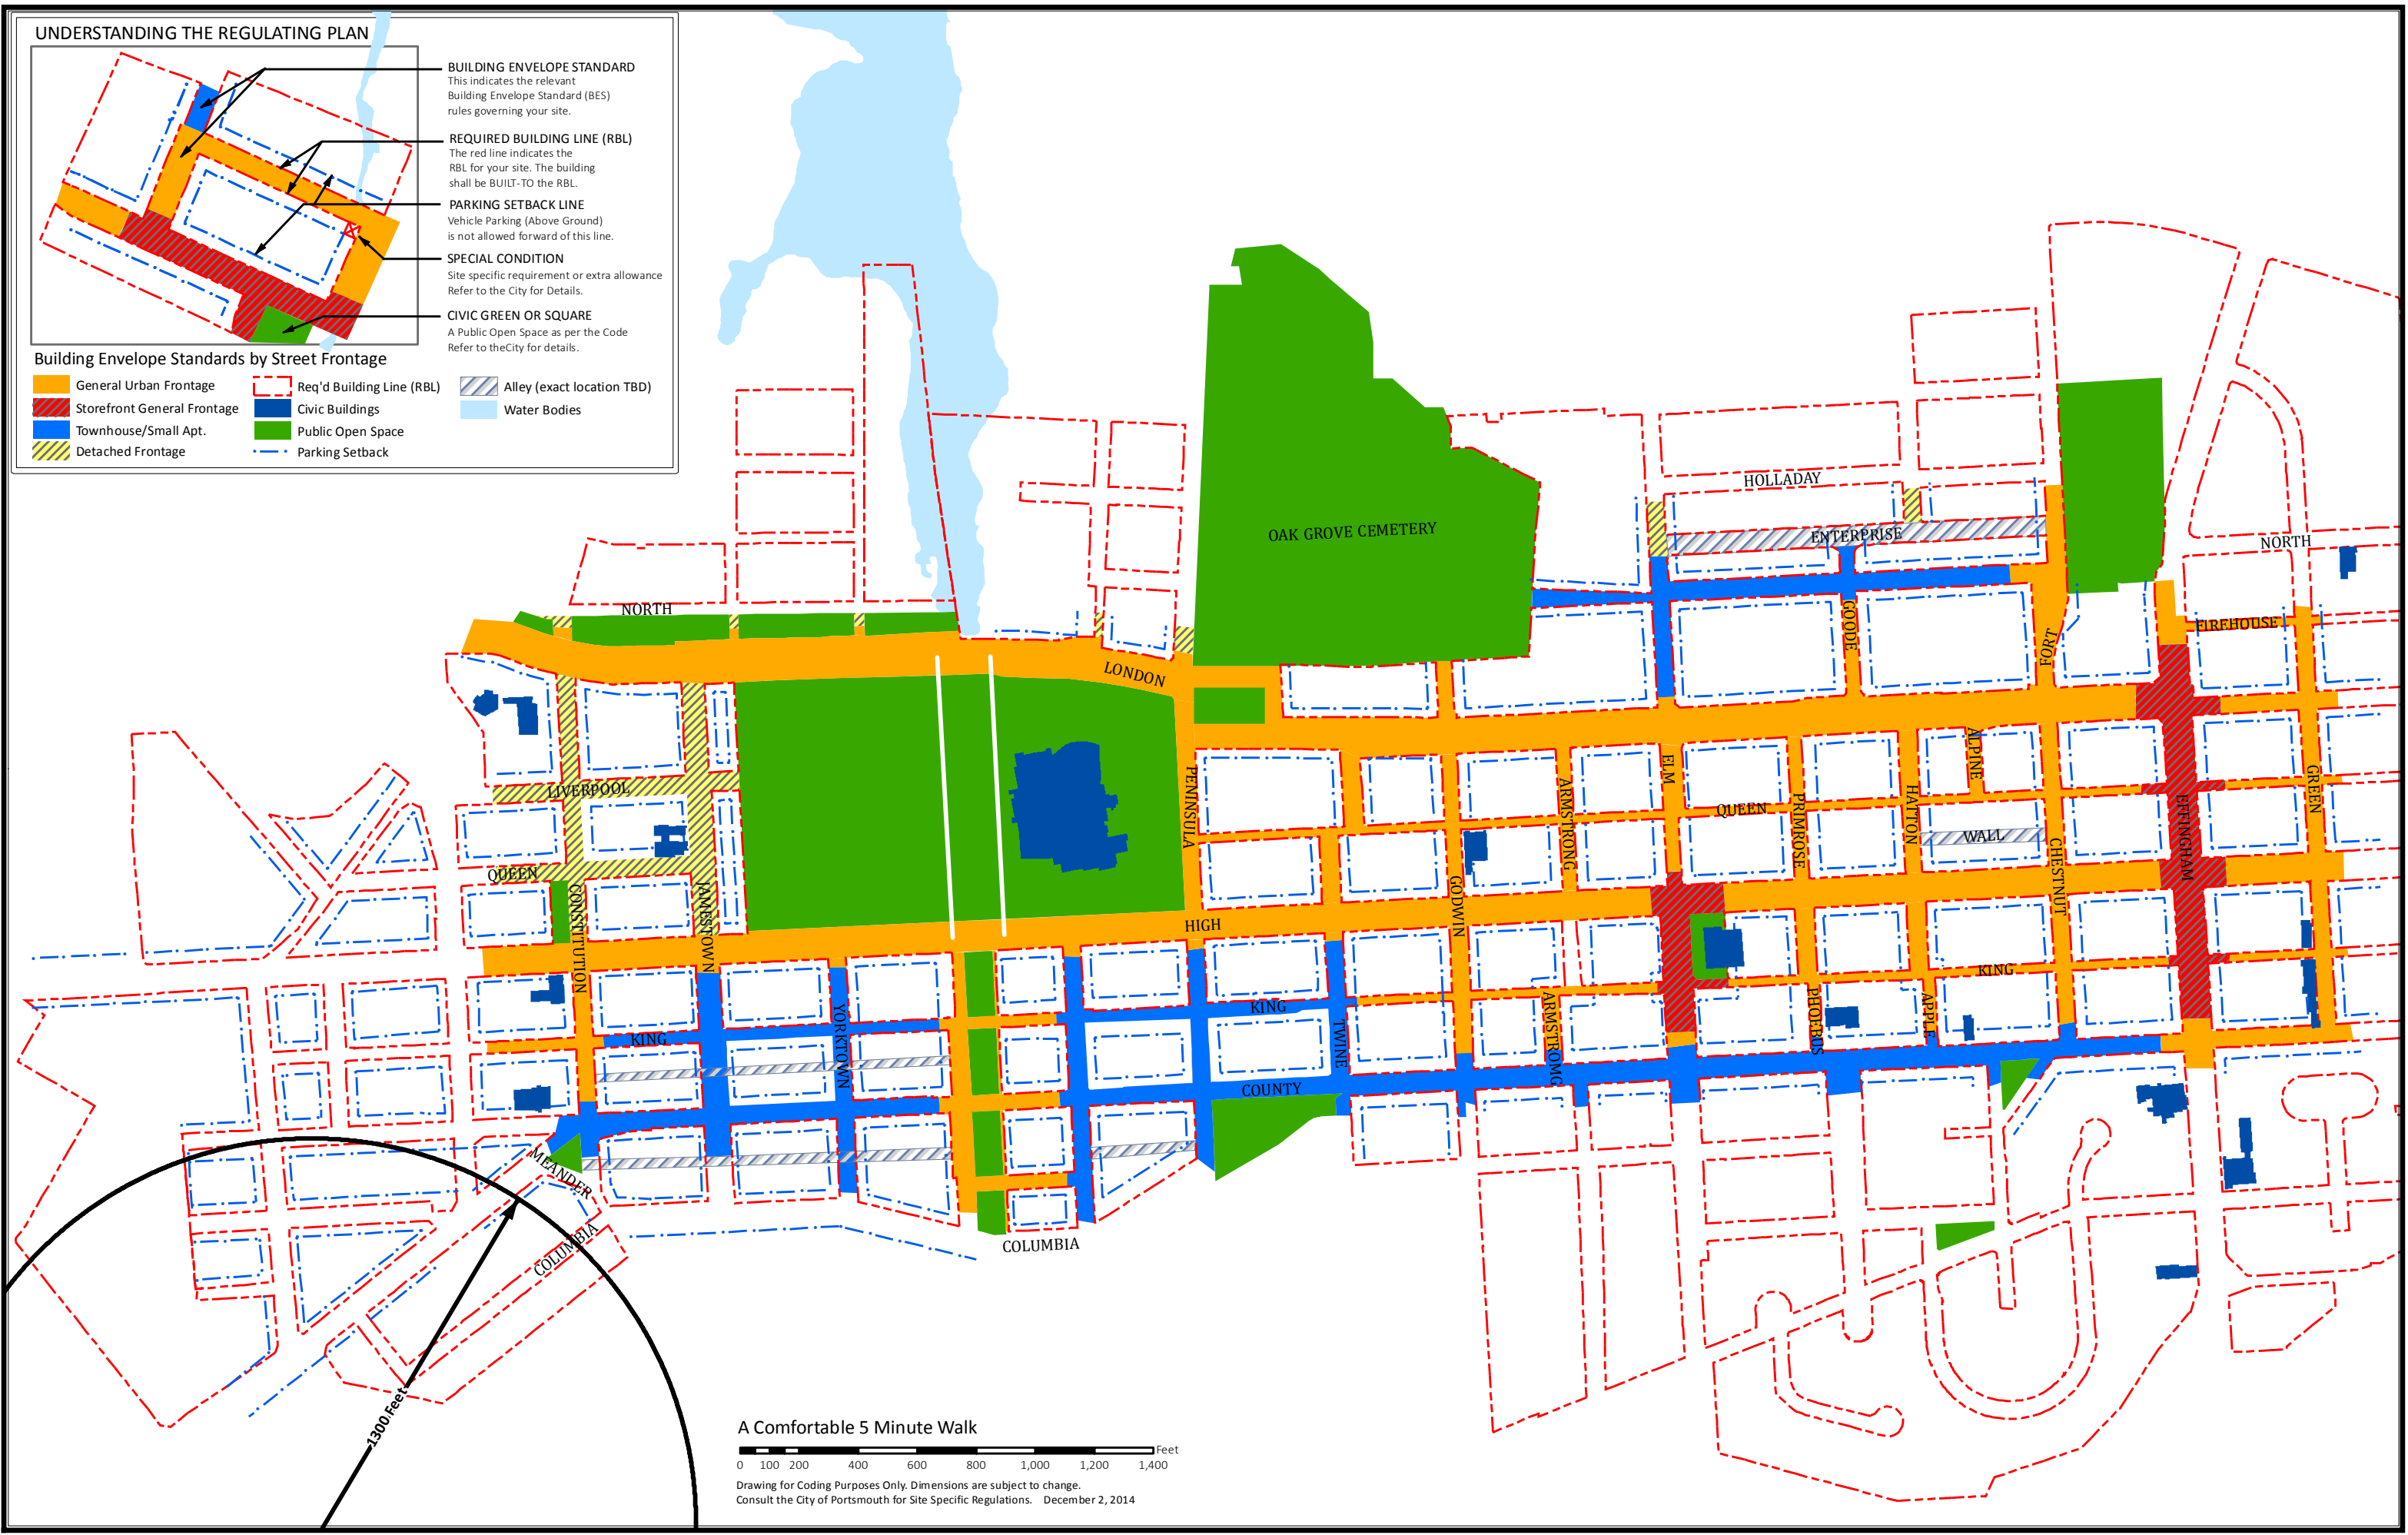 UNDERSTANDING THE REGULATING PLAN
BUILDING ENVELOPE STANDARD
This indicates the relevant
Building Envelope Standard (BES)
rules governing your site.
REQUIRED BUILDING LINE (RBL)
The red line indicates the
RBL for your site. The building
shall be BUILT-TO the RBL.
PARKING SETBACK LINE
Vehicle Parking (Above Ground)
is not allowed forward of this line.
SPECIAL CONDITION
Site specific requirement or extra allowance
Refer to the City for Details.
CIVIC GREEN OR SQUARE
A Public Open Space as per the Code
Refer to theCity for details.
Building Envelope Standards by Street Frontage
General Urban Frontage
Storefront General Frontage
Townhouse/Small Apt.
Detached Frontage
Req'd Building Line (RBL)
Civic Buildings
Public Open Space
Parking Setback
Alley (exact location TBD)
Water Bodies
HOLLADAY
OAK GROVE CEMETERY
ENTERPRISE
NORTH
NORTH
GOODE
FIREHOUSE
FORT
LONDON
LIVERPOOL
PENINSULA
ELM
ALPINE
GREEN
ARMSTRONG
QUEEN
PRIMROSE
HATTON
EFFINGHAM
WALL
CHESTNUT
QUEEN
CONSTITUTION
JAMESTOWN
GODWIN
HIGH
KING
KING
KING
YORKTOWN
TWINE
ARMSTROMG
PHOEBUS
APPLE
COUNTY
MEANDER
COLUMBIA
COLUMBIA
1300 Feet
A Comfortable 5 Minute Walk
Feet
0 100 200 400 600 800 1,000 1,200 1,400
Drawing for Coding Purposes Only. Dimensions are subject to change.
Consult the City of Portsmouth for Site Specific Regulations. December 2, 2014